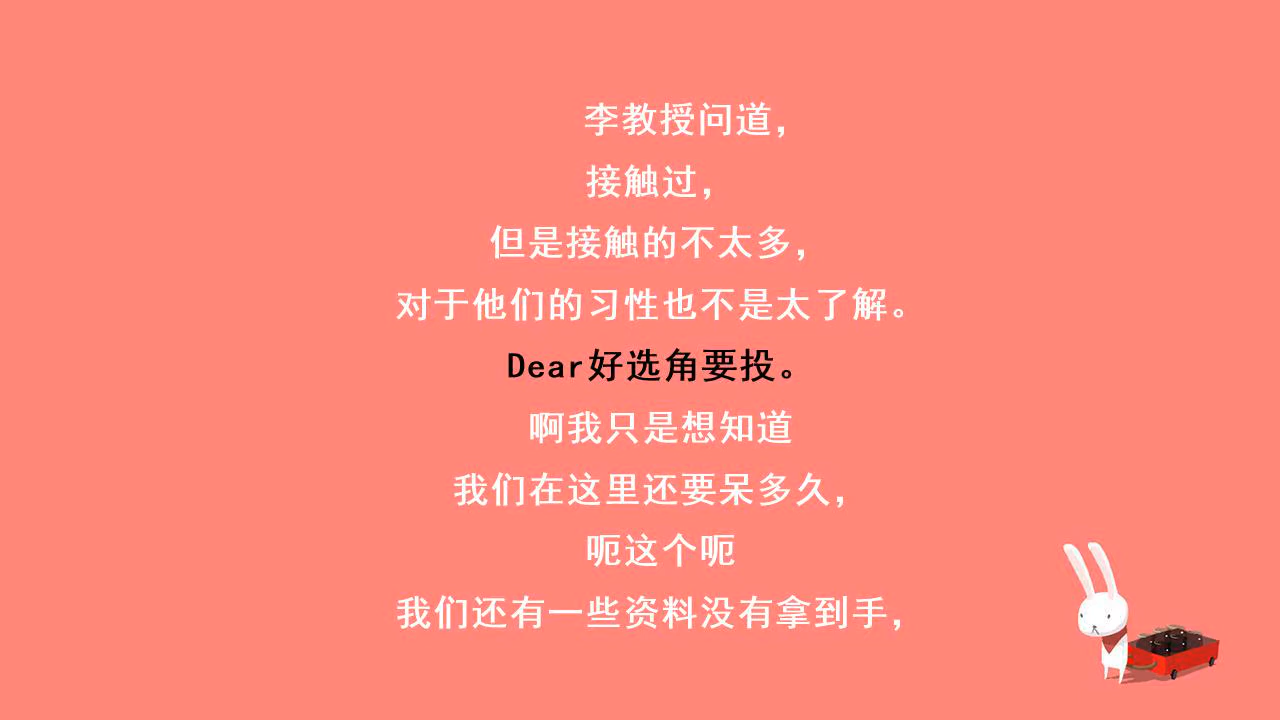 李教授问道,
接触过,
但是接触的不太多,
对于他们的习性也不是太了解。
Dear好选角要投。
啊我只是想知道
我们在这里还要呆多久,
呃这个呃
我们还有一些资料没有拿到手,